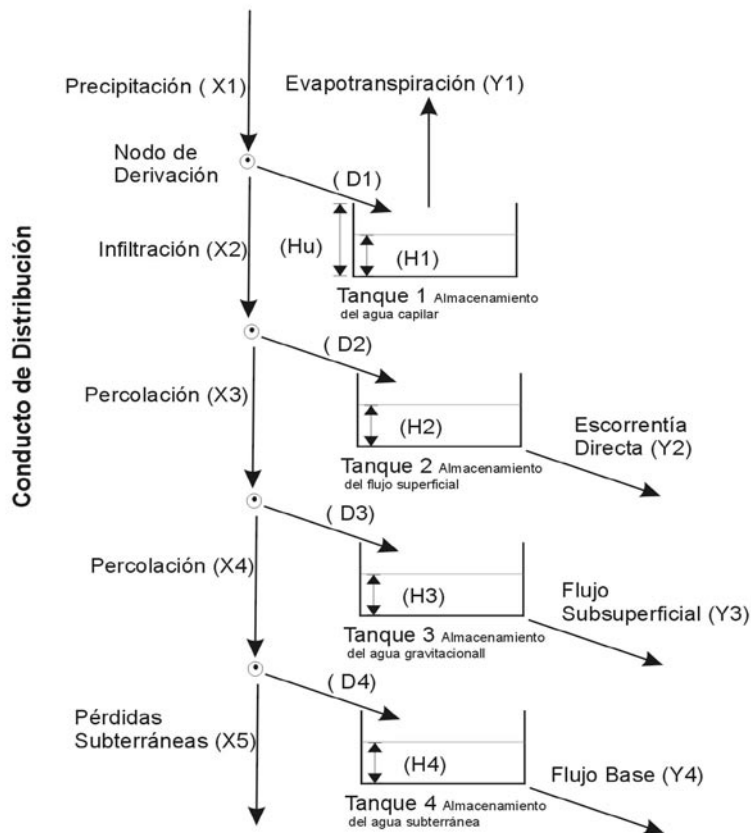 Conducto de Distribución
Precipitación ( X1)
Evapotranspiración (Y1)
Nodo de
Derivación
( D1)
Infiltración (X2)
(Hu)
(H1)
Tanque 1 Almacenamiento
del agua capilar
( D2)
Percolación (X3)
(H2)
Escorrentía
Directa (Y2)
Tanque 2 Almacenamiento
del flujo superficial
( D3)
Percolación (X4)
(H3)
Flujo
Subsuperficial (Y3)
Tanque 3 Almacenamiento
del agua gravitacionall
( D4)
Pérdidas
Subterráneas (X5)
(H4)
Flujo Base (Y4)
Tanque 4 Almacenamiento
del agua subterránea